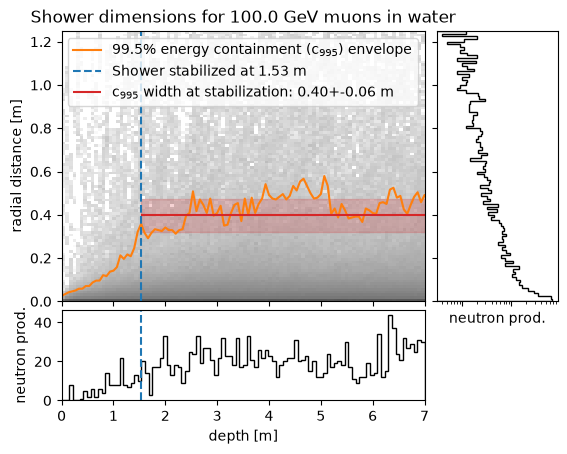 Shower dimensions for 100.0 GeV muons in water
99.5% energy containment (c₉₉₅) envelope
Shower stabilized at 1.53 m
c₉₉₅ width at stabilization: 0.40+-0.06 m
radial distance [m]
1.2
1.0
0.8
0.6
0.4
0.2
0.0
neutron prod.
neutron prod.
40
20
0
0 1 2 3 4 5 6 7
depth [m]